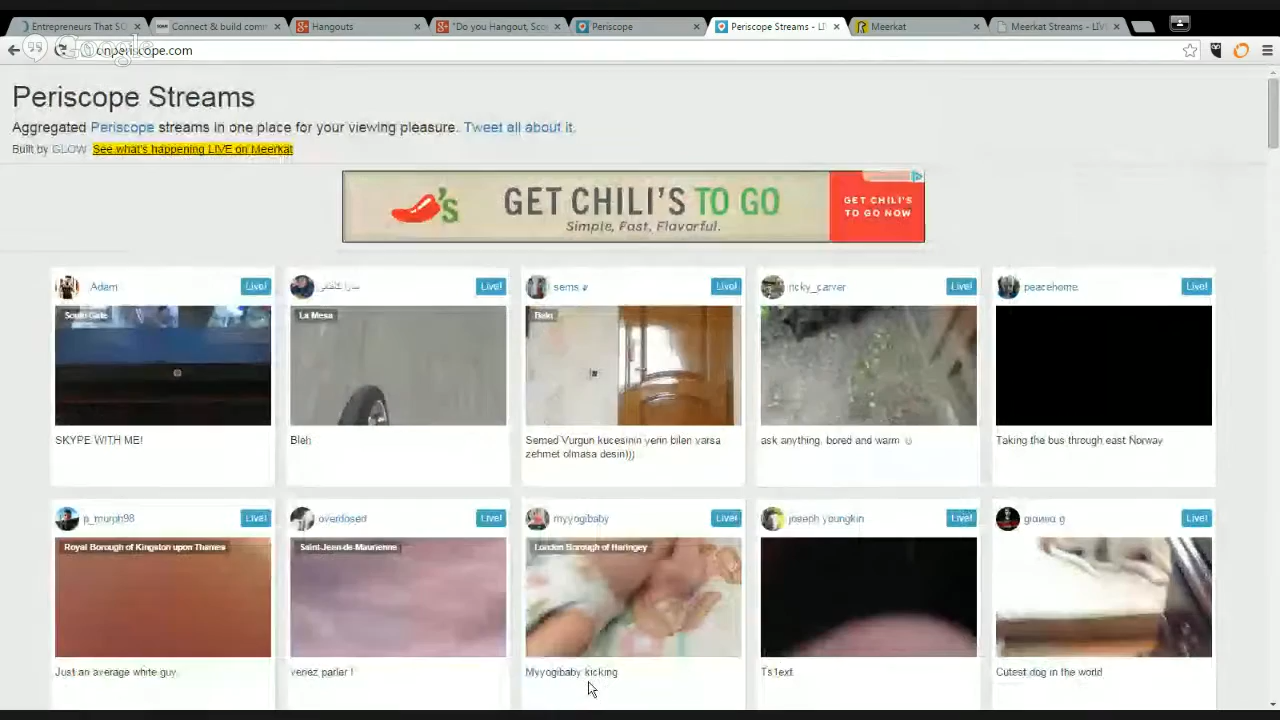 Entrepreneurs That SO
Connect & build comm
Hangouts
"Do you Hangout, Sco
Periscope
Periscope Streams - LI
Meerkat
Meerkat Streams - LIVE
Google
onperiscope.com
Periscope Streams
Aggregated Periscope streams in one place for your viewing pleasure. Tweet all about it.
Built by GLOW See what's happening LIVE on Meerkat
GET CHILI'S TO GO
Simple, Fast, Flavorful.
GET CHILI'S
TO GO NOW
Adam Live!
Live!
sems Live!
ricky_carver Live!
peacehome. Live!
South Gate
La Mesa
Bakı
SKYPE WITH ME!
Bleh
Semed Vurgun kucesinin yerin bilen varsa
zehmet olmasa desin)))
ask anything. bored and warm
Taking the bus through east Norway
p_murph98 Live!
overdosed Live!
myyogibaby Live!
joseph youngkin Live!
gianna g Live!
Royal Borough of Kingston upon Thames
Saint-Jean-de-Maurienne
London Borough of Haringey
Just an average white guy.
venez parler !
Myyogibaby kicking
Ts1ext
Cutest dog in the world